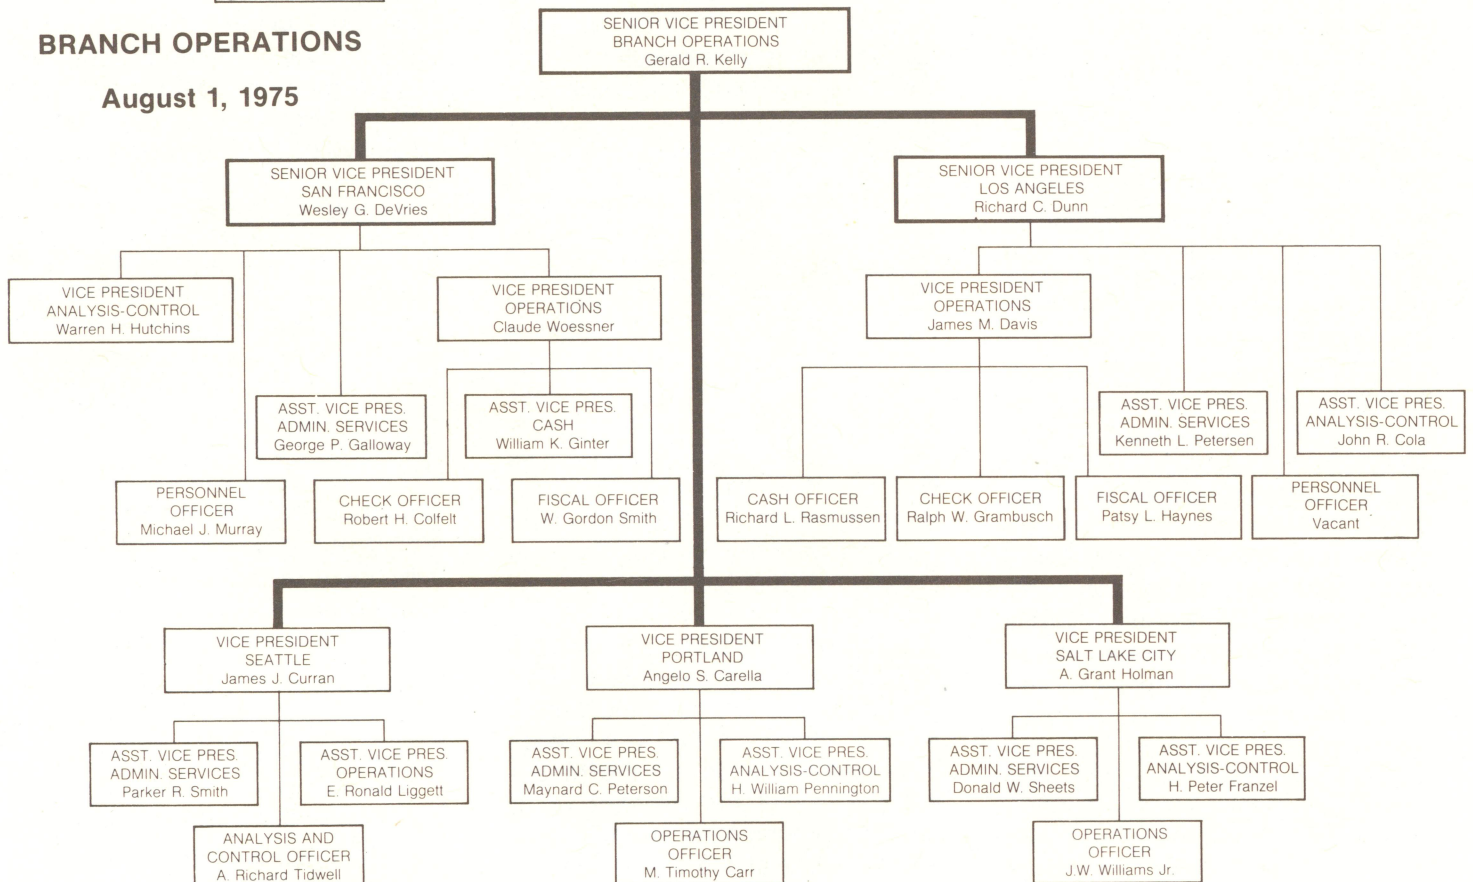 BRANCH OPERATIONS
August 1, 1975
SENIOR VICE PRESIDENT
BRANCH OPERATIONS
Gerald R. Kelly
SENIOR VICE PRESIDENT
SAN FRANCISCO
Wesley G. DeVries
SENIOR VICE PRESIDENT
LOS ANGELES
Richard C. Dunn
VICE PRESIDENT
ANALYSIS-CONTROL
Warren H. Hutchins
VICE PRESIDENT
OPERATIONS
Claude Woessner
VICE PRESIDENT
OPERATIONS
James M. Davis
ASST. VICE PRES.
ADMIN. SERVICES
George P. Galloway
ASST. VICE PRES.
CASH
William K. Ginter
ASST. VICE PRES.
ADMIN. SERVICES
Kenneth L. Petersen
ASST. VICE PRES.
ANALYSIS-CONTROL
John R. Cola
PERSONNEL
OFFICER
Michael J. Murray
CHECK OFFICER
Robert H. Colfelt
FISCAL OFFICER
W. Gordon Smith
CASH OFFICER
Richard L. Rasmussen
CHECK OFFICER
Ralph W. Grambusch
FISCAL OFFICER
Patsy L. Haynes
PERSONNEL
OFFICER
Vacant
VICE PRESIDENT
SEATTLE
James J. Curran
VICE PRESIDENT
PORTLAND
Angelo S. Carella
VICE PRESIDENT
SALT LAKE CITY
A. Grant Holman
ASST. VICE PRES.
ADMIN. SERVICES
Parker R. Smith
ASST. VICE PRES.
OPERATIONS
E. Ronald Liggett
ASST. VICE PRES.
ADMIN. SERVICES
Maynard C. Peterson
ASST. VICE PRES.
ANALYSIS-CONTROL
H. William Pennington
ASST. VICE PRES.
ADMIN. SERVICES
Donald W. Sheets
ASST. VICE PRES.
ANALYSIS-CONTROL
H. Peter Franzel
ANALYSIS AND
CONTROL OFFICER
A. Richard Tidwell
OPERATIONS
OFFICER
M. Timothy Carr
OPERATIONS
OFFICER
J.W. Williams Jr.